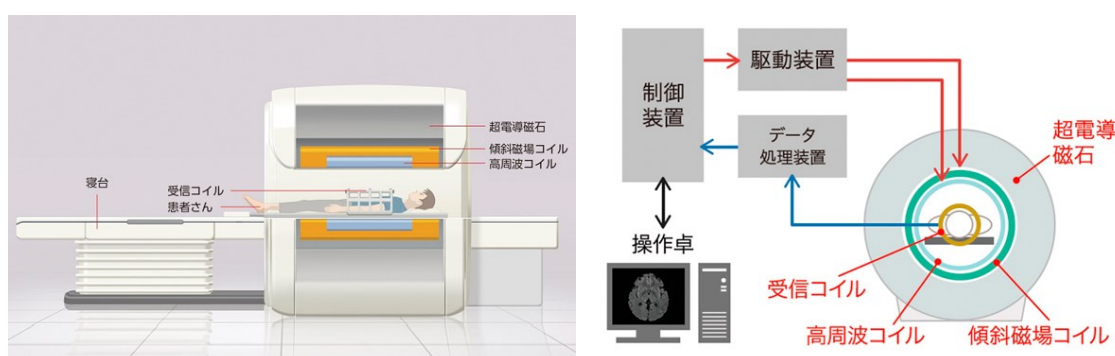 超電導磁石
傾斜磁場コイル
高周波コイル
寝台
受信コイル
患者さん
制御
装置
駆動装置
データ
処理装置
超電導
磁石
操作卓
受信コイル
高周波コイル
傾斜磁場コイル